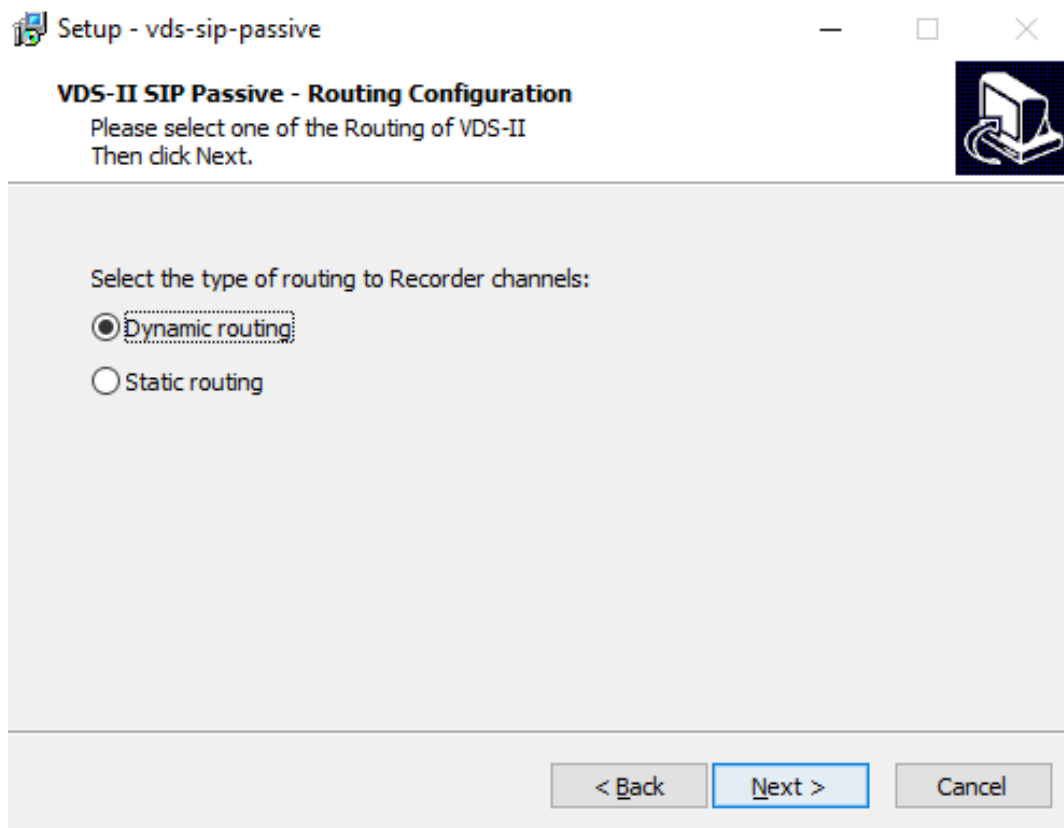 Setup - vds-sip-passive
VDS-II SIP Passive - Routing Configuration
Please select one of the Routing of VDS-II
Then click Next.
Select the type of routing to Recorder channels:
Dynamic routing
Static routing
< Back
Next >
Cancel